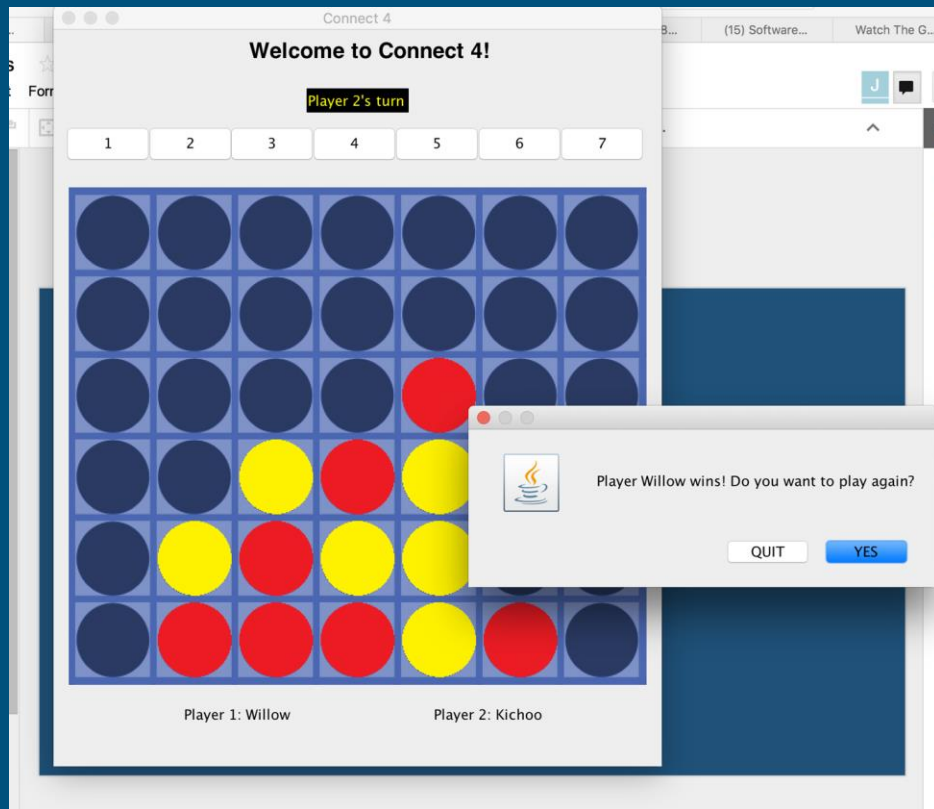 Connect 4
8...
(15) Software...
Watch The G...
Welcome to Connect 4!
J
Player 2's turn
1 2 3 4 5 6 7
Player Willow wins! Do you want to play again?
QUIT YES
Player 1: Willow Player 2: Kichoo